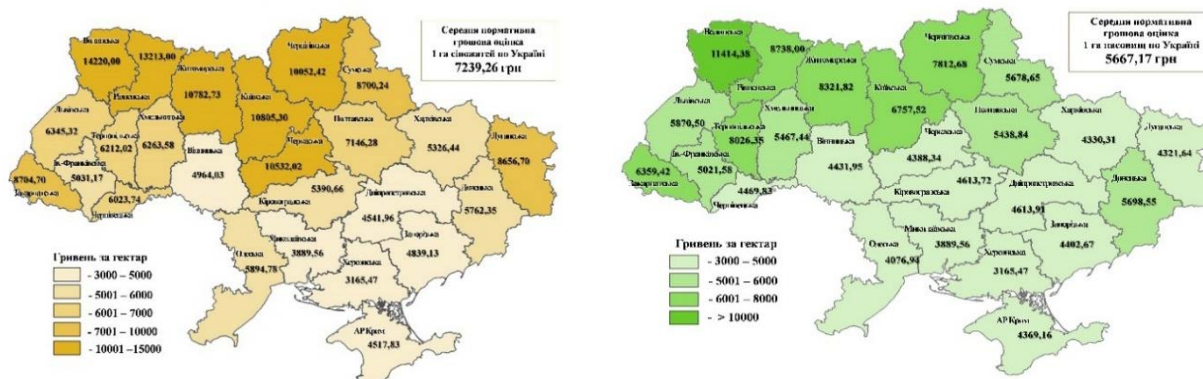 Середня нормативна
грошова оцінка
1 га сіножатей по Україні
7239,26 грн
Волинська
14220,00
13213,00
Рівненська
Житомирська
10782,73
Київська
10805,30
Чернігівська
10052,42
Сумська
8700,24
Львівська
6345,32
Тернопільська
6212,02
Хмельницька
6263,58
Вінницька
4964,03
Черкаська
10532,02
Полтавська
7146,28
Харківська
5326,44
Луганська
8656,70
Ів.-Франківська
5031,17
8704,70
Закарпатська
6023,74
Чернівецька
5390,66
Кіровоградська
Дніпропетровська
4541,96
Донецька
5762,35
Запорізька
4839,13
Миколаївська
3889,56
Одеська
5894,78
Херсонська
3165,47
АР Крим
4517,83
Гривень за гектар
- 3000 – 5000
- 5001 – 6000
- 6001 – 7000
- 7001 – 10000
- 10001 –15000
Середня нормативна
грошова оцінка
1 га пасовищ по Україні
5667,17 грн
Волинська
11414,38
8738,00
Рівненська
Житомирська
8321,82
Київська
6757,52
Чернігівська
7812,68
Сумська
5678,65
Львівська
5870,50
Тернопільська
8026,35
Хмельницька
5467,44
Вінницька
4431,95
Черкаська
4388,34
Полтавська
5438,84
Харківська
4330,31
Луганська
4321,64
Ів.-Франківська
5021,58
6359,42
Закарпатська
4469,83
Чернівецька
4613,72
Кіровоградська
Дніпропетровська
4613,91
Донецька
5698,55
Запорізька
4402,67
Миколаївська
3889,56
Одеська
4076,94
Херсонська
3165,47
АР Крим
4369,16
Гривень за гектар
- 3000 – 5000
- 5001 – 6000
- 6001 – 8000
- > 10000